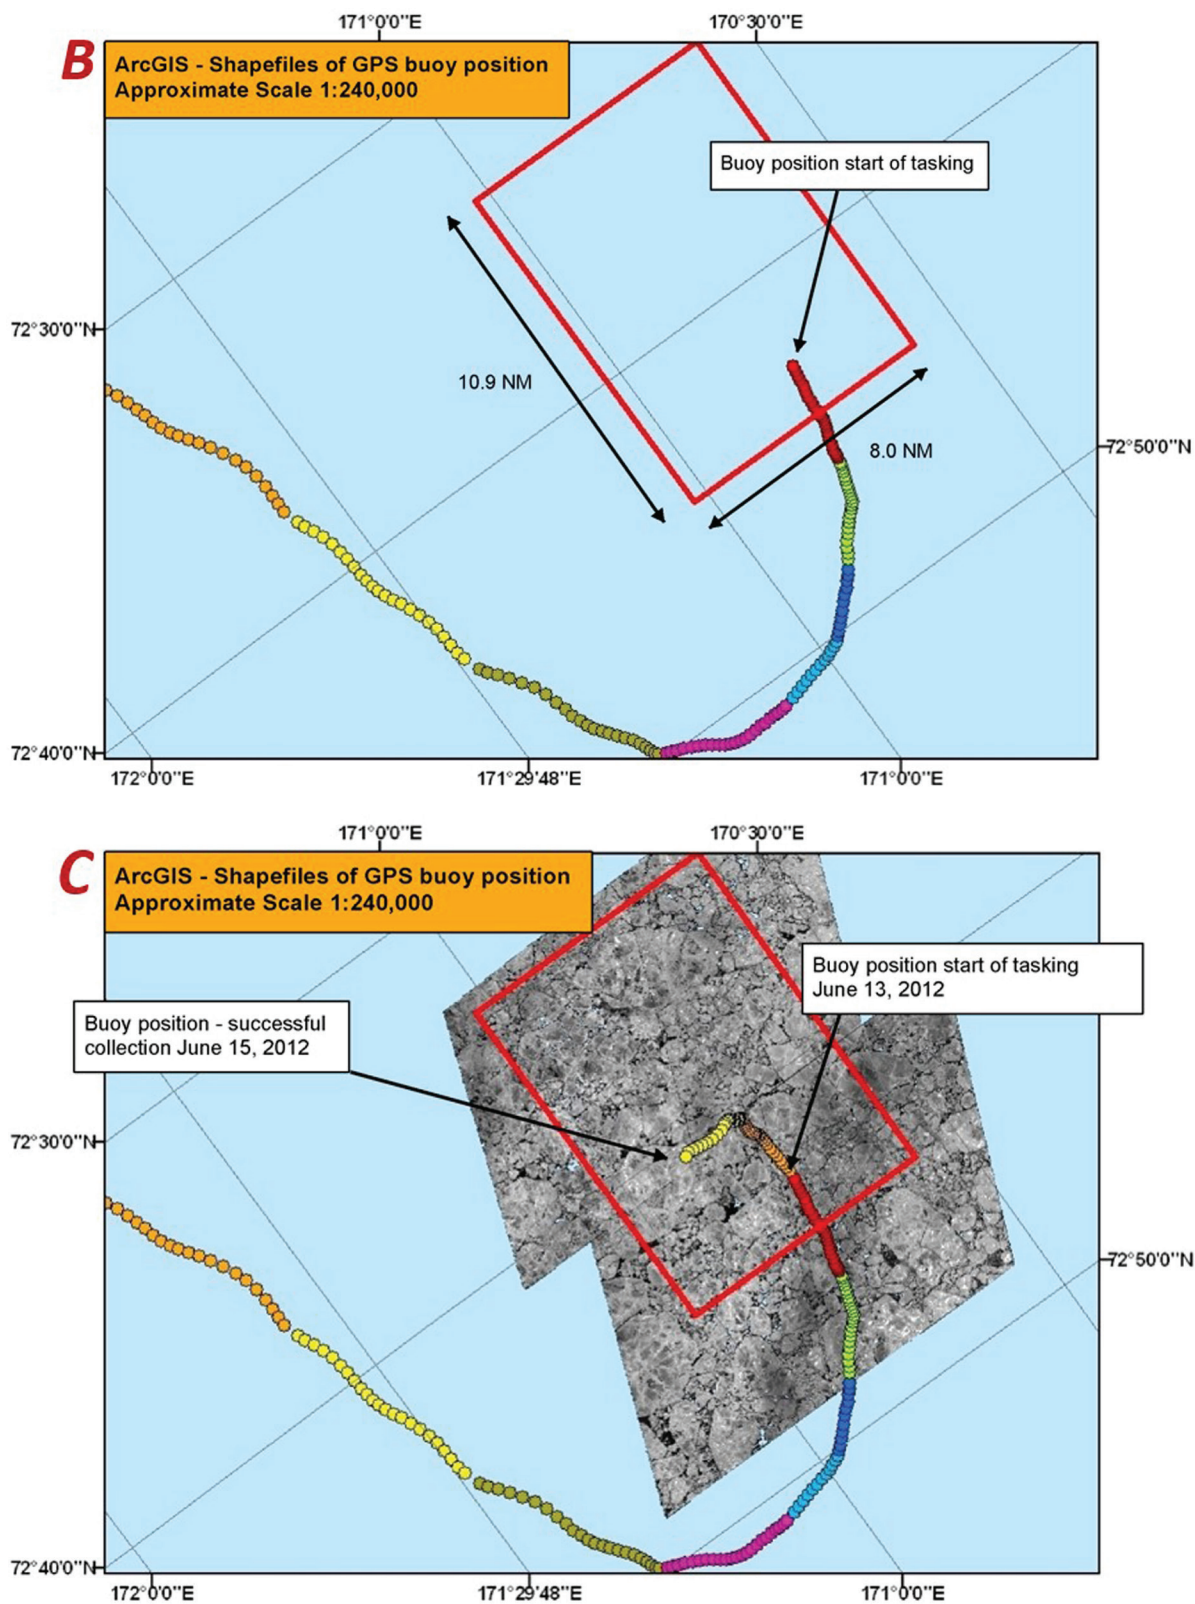 171°0'0"E
170°30'0"E
B
ArcGIS - Shapefiles of GPS buoy position
Approximate Scale 1:240,000
Buoy position start of tasking
72°30'0"N
10.9 NM
8.0 NM
72°50'0"N
72°40'0"N
172°0'0"E
171°29'48"E
171°0'0"E
171°0'0"E
170°30'0"E
C
ArcGIS - Shapefiles of GPS buoy position
Approximate Scale 1:240,000
Buoy position start of tasking
June 13, 2012
Buoy position - successful
collection June 15, 2012
72°30'0"N
72°50'0"N
72°40'0"N
172°0'0"E
171°29'48"E
171°0'0"E